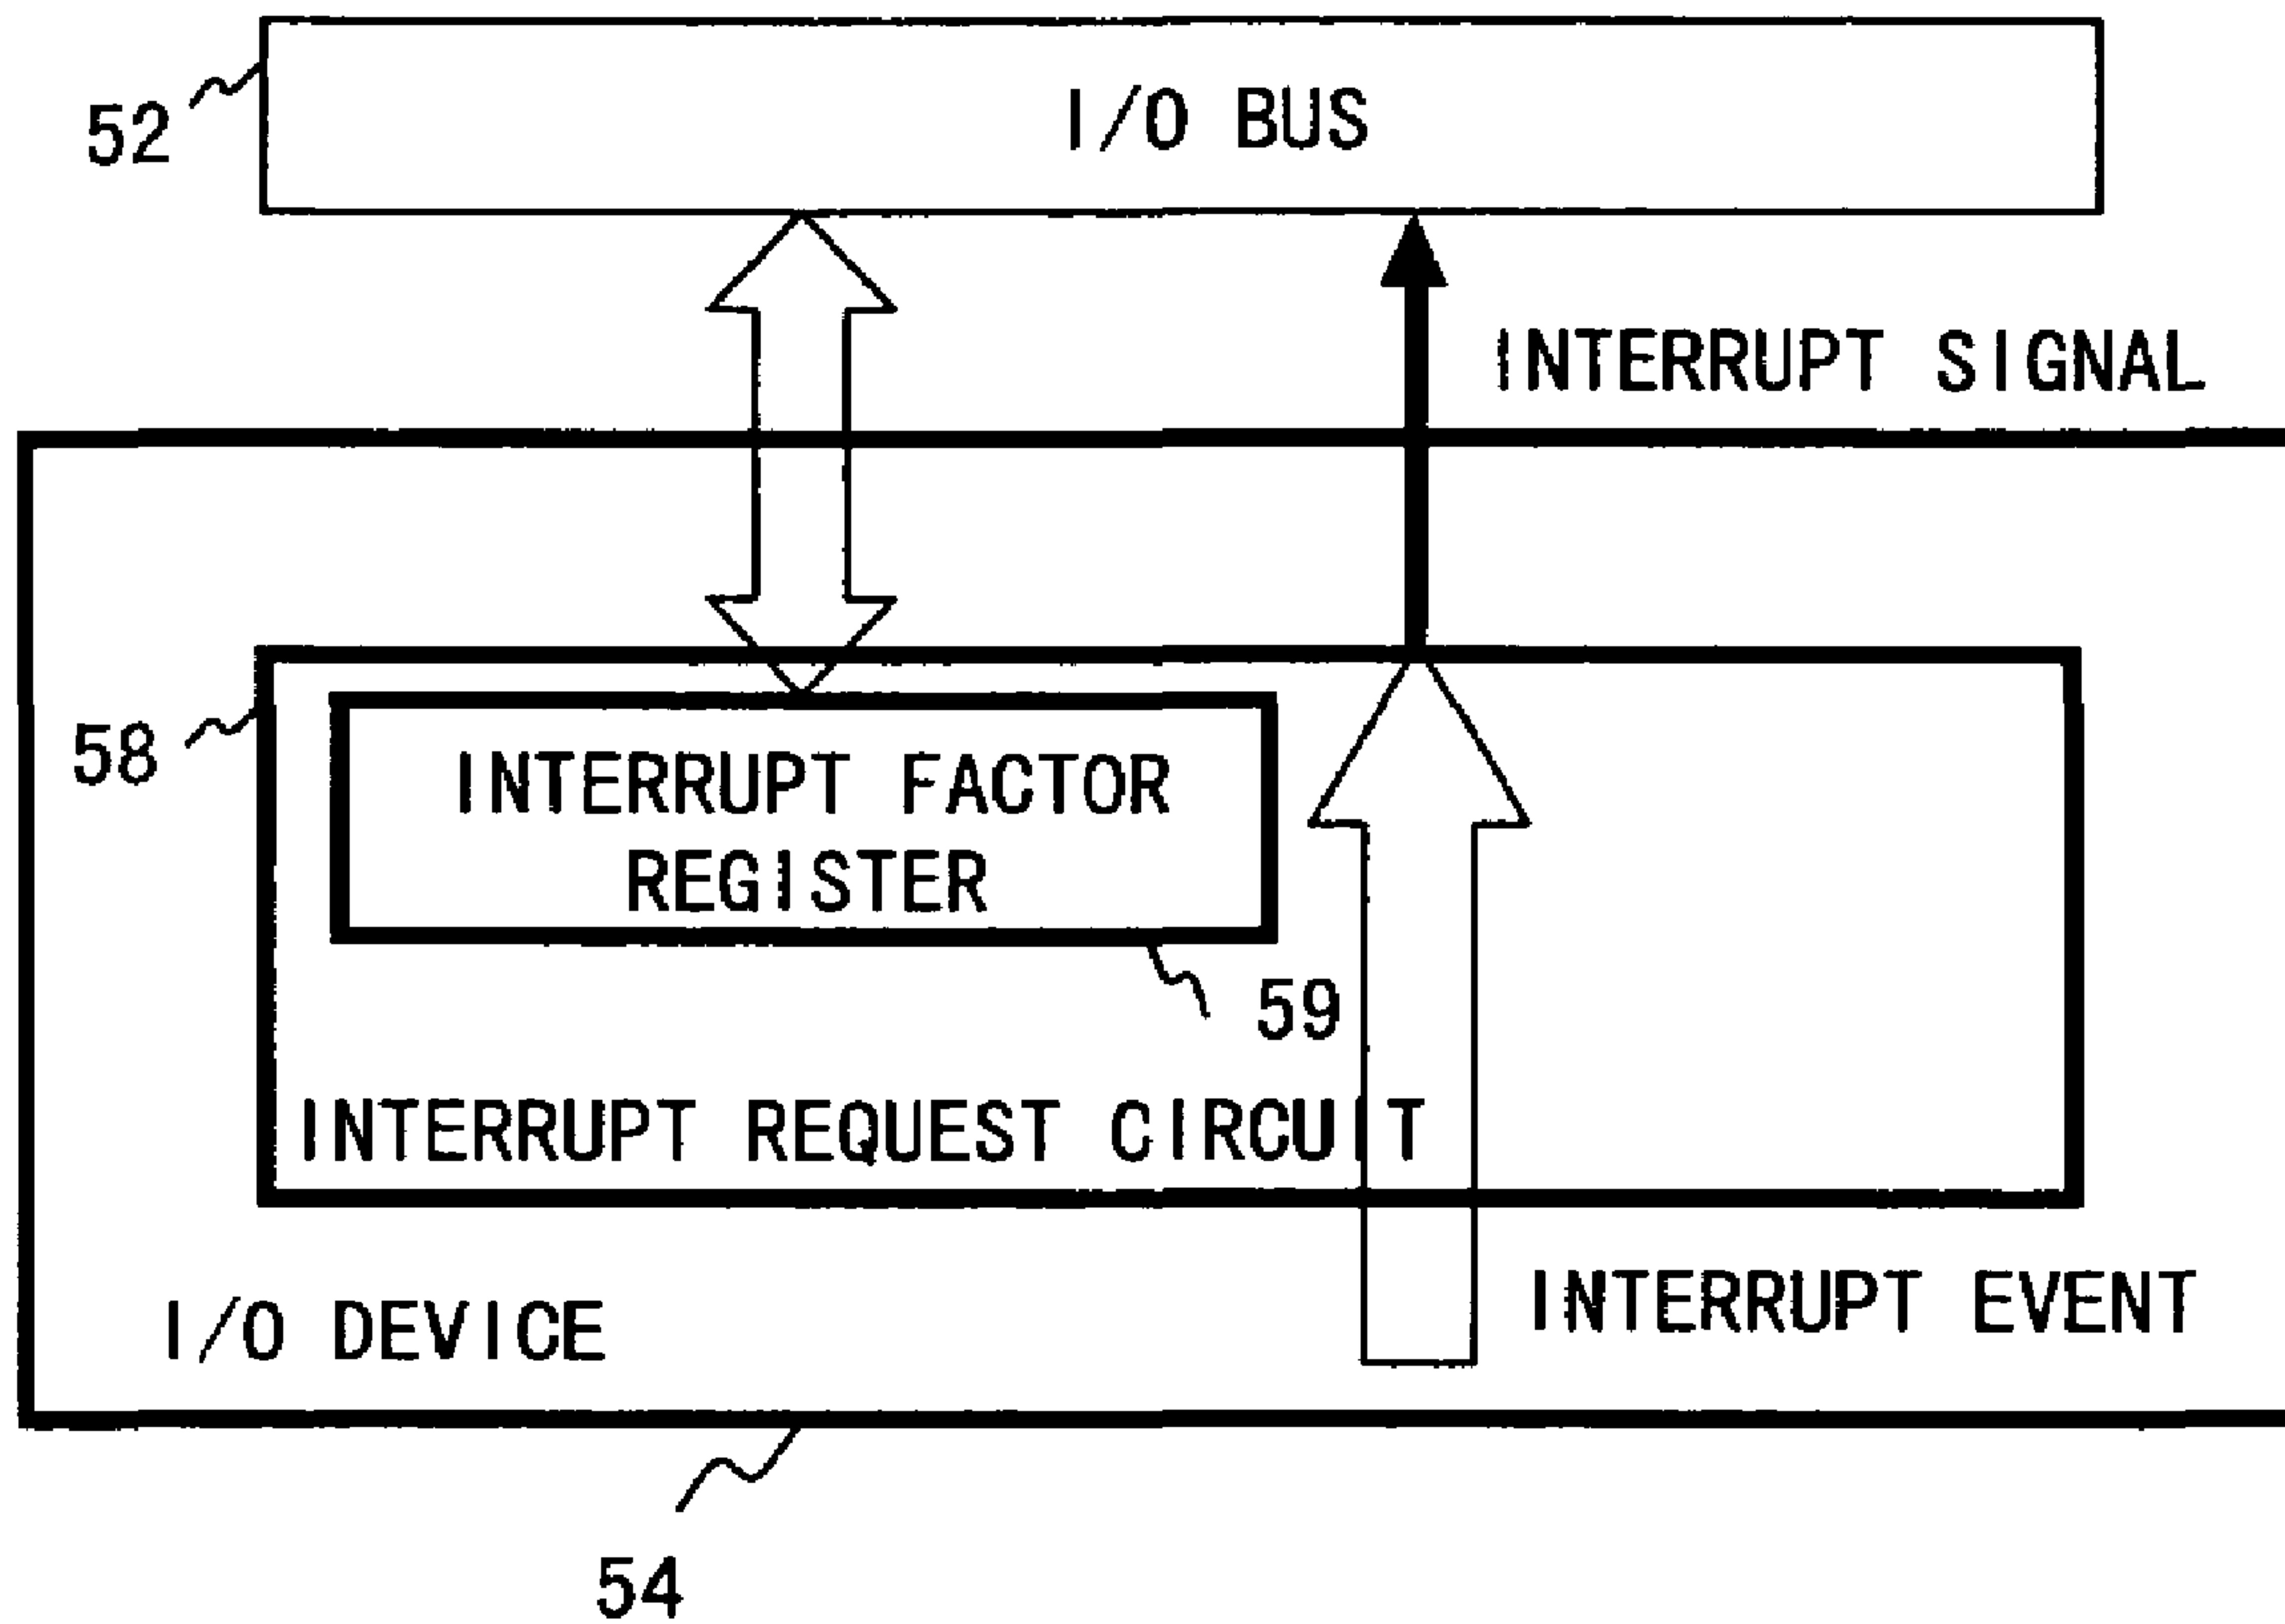 I/O BUS
52
INTERRUPT SIGNAL
58
INTERRUPT FACTOR
REGISTER
59
INTERRUPT REQUEST CIRCUIT
INTERRUPT EVENT
I/O DEVICE
54